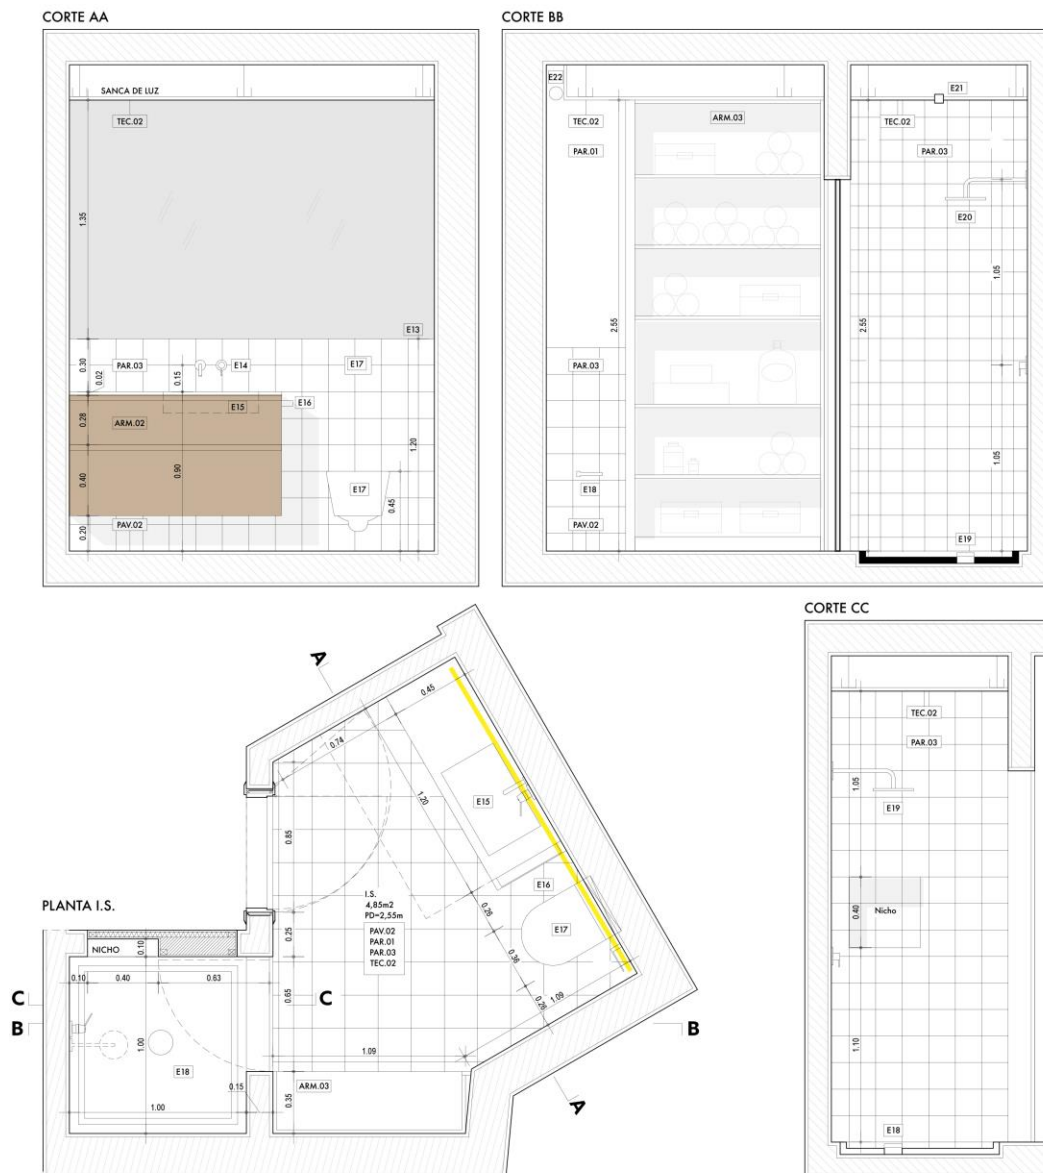 CORTE AA
SANCA DE LUZ
TEC.02
1.35
E13
0.30
PAR.03
0.15
E14
E17
0.02
E15
E16
0.28
ARM.02
1.20
0.40
0.90
E17
0.45
0.20
PAV.02
CORTE BB
E22
TEC.02
PAR.01
ARM.03
E21
TEC.02
PAR.03
E20
1.05
2.55
2.55
PAR.03
1.05
E18
PAV.02
E19
PLANTA I.S.
A
0.45
0.74
1.20
E15
0.85
I.S.
4,85m2
PD=2,55m
PAV.02
PAR.01
PAR.03
TEC.02
E16
0.26
E17
0.25
0.36
NICHO
0.10
0.10
0.40
0.63
0.65
1.09
0.26
C
C
B
B
1.00
E18
1.09
0.15
ARM.03
1.00
0.35
A
CORTE CC
TEC.02
PAR.03
1.05
E19
0.40
Nicho
1.10
E18